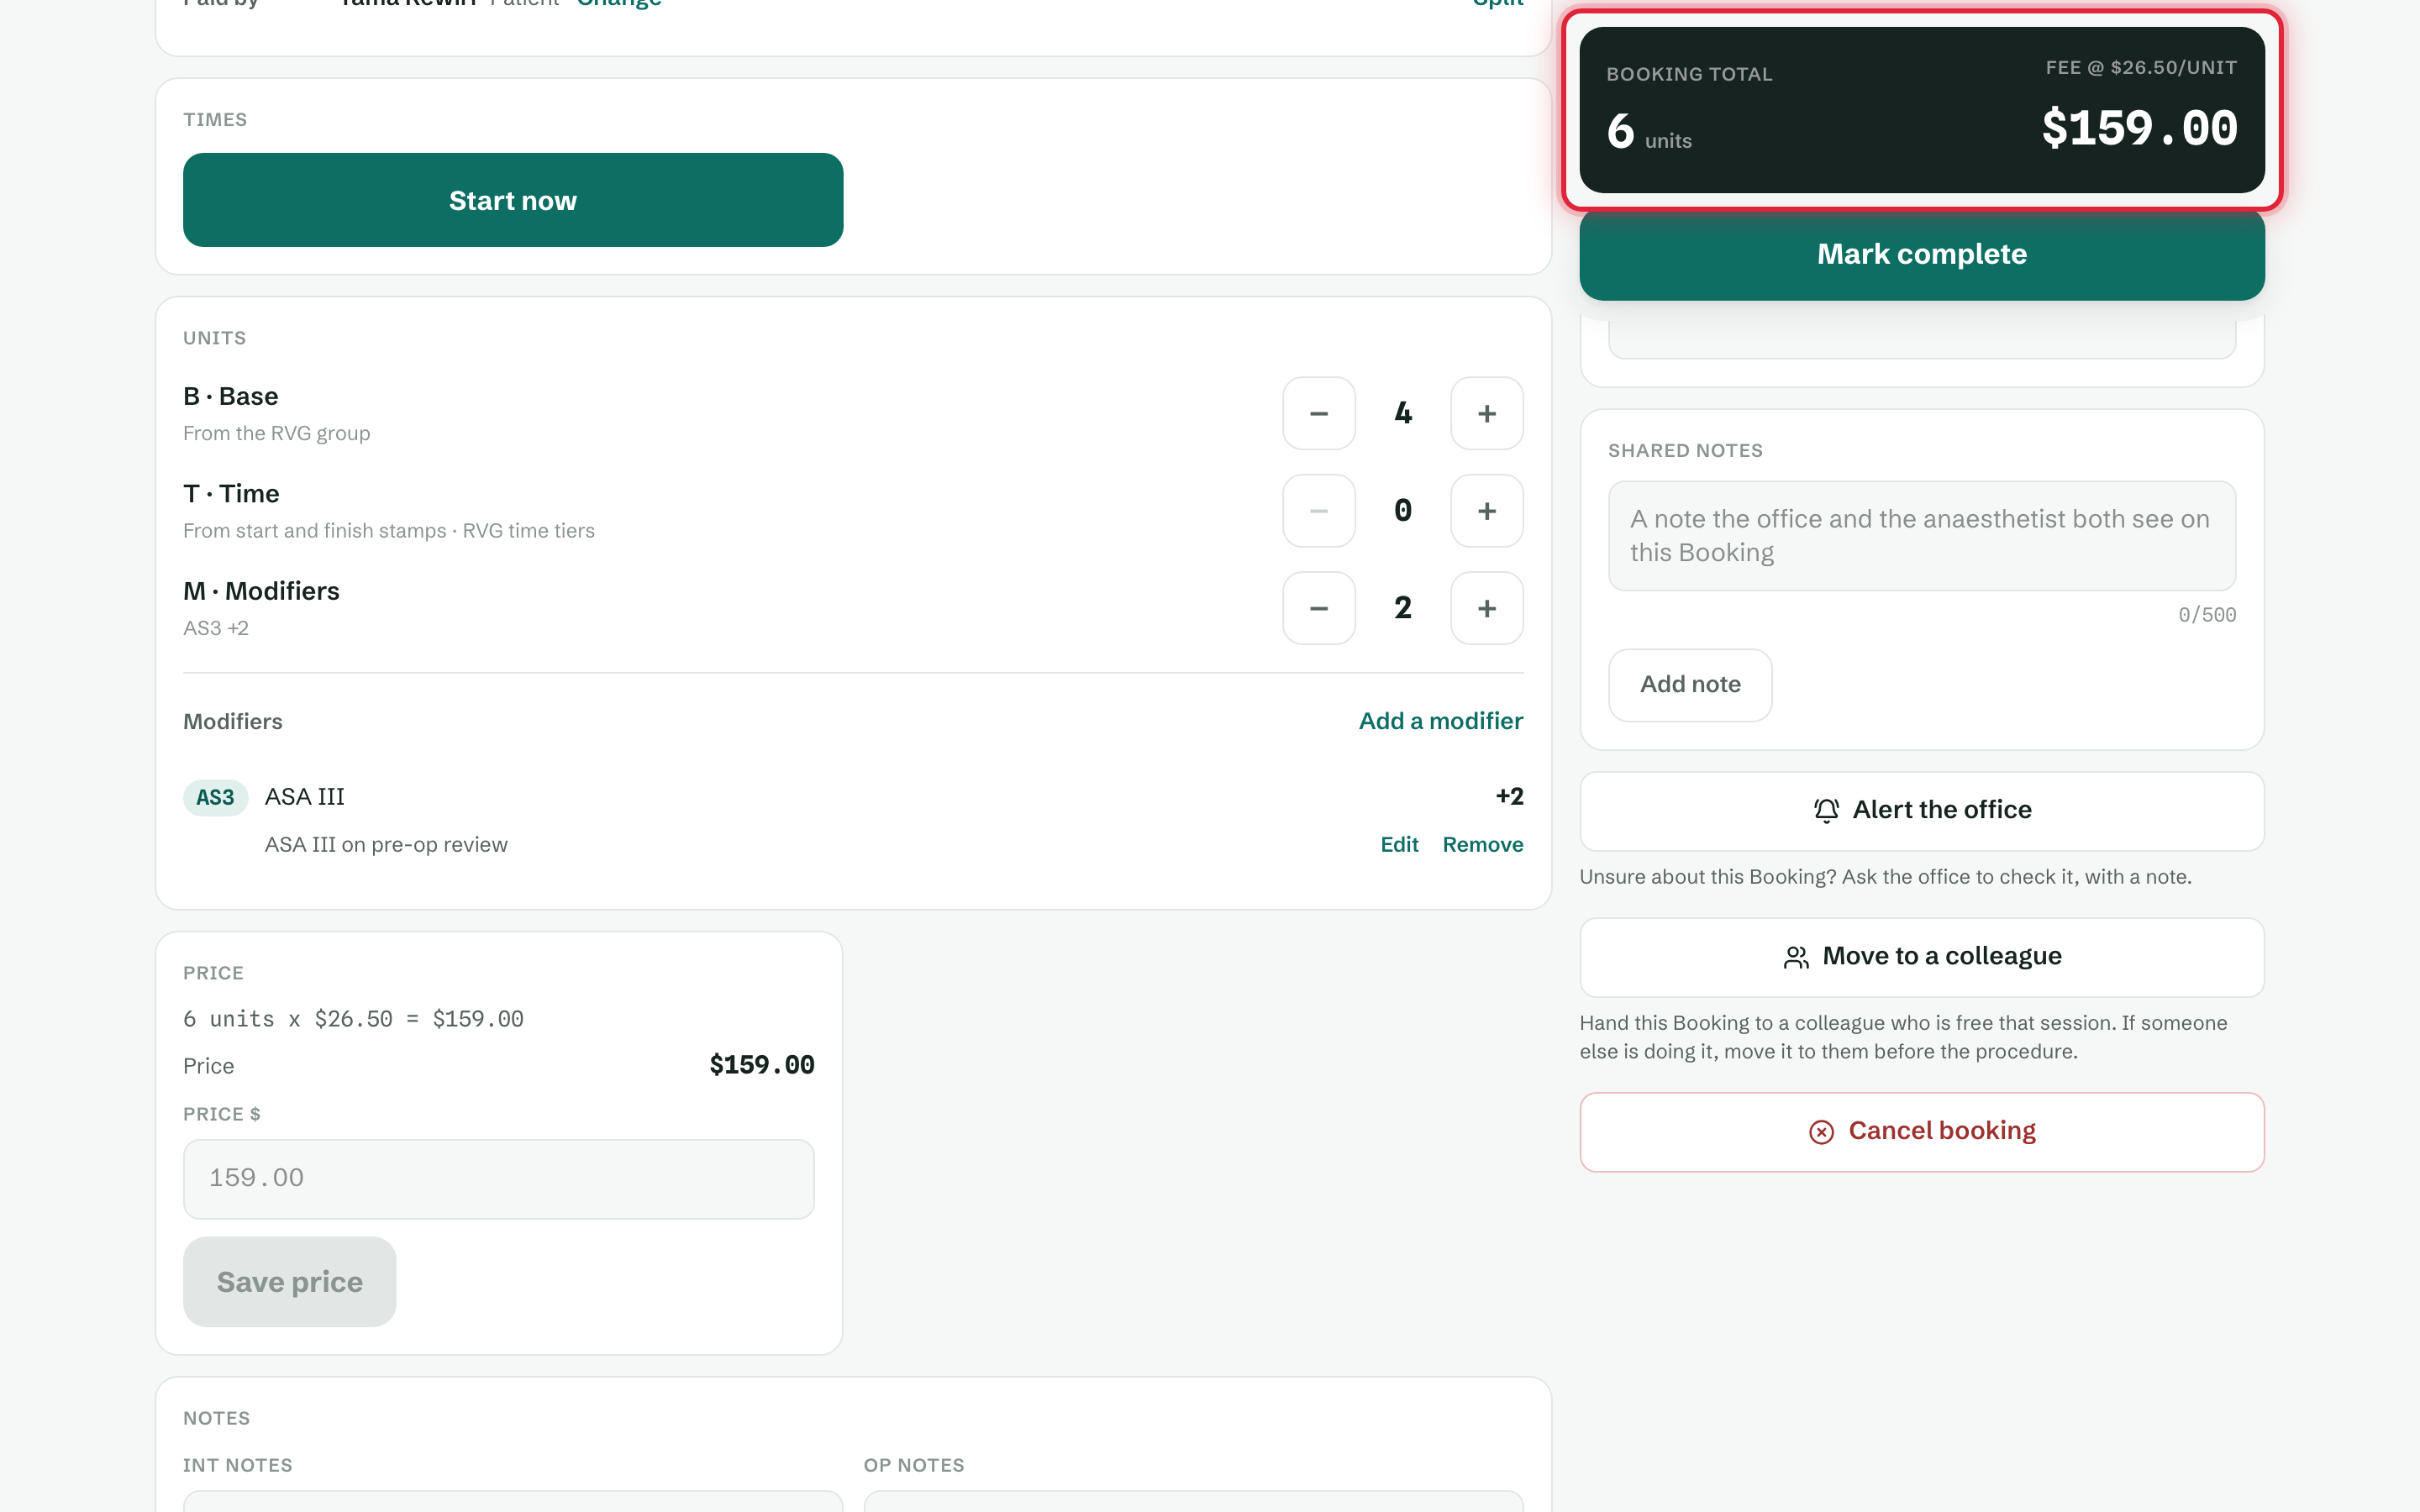 TIMES
Start now
UNITS
B · Base
From the RVG group
− 4 +
T · Time
From start and finish stamps · RVG time tiers
− 0 +
M · Modifiers
AS3 +2
− 2 +
Modifiers
Add a modifier
AS3 ASA III +2
ASA III on pre-op review
Edit Remove
PRICE
6 units x $26.50 = $159.00
Price $159.00
PRICE $
159.00
Save price
NOTES
INT NOTES
OP NOTES
BOOKING TOTAL
FEE @ $26.50/UNIT
6 units
$159.00
Mark complete
SHARED NOTES
A note the office and the anaesthetist both see on
this Booking
0/500
Add note
Alert the office
Unsure about this Booking? Ask the office to check it, with a note.
Move to a colleague
Hand this Booking to a colleague who is free that session. If someone
else is doing it, move it to them before the procedure.
Cancel booking